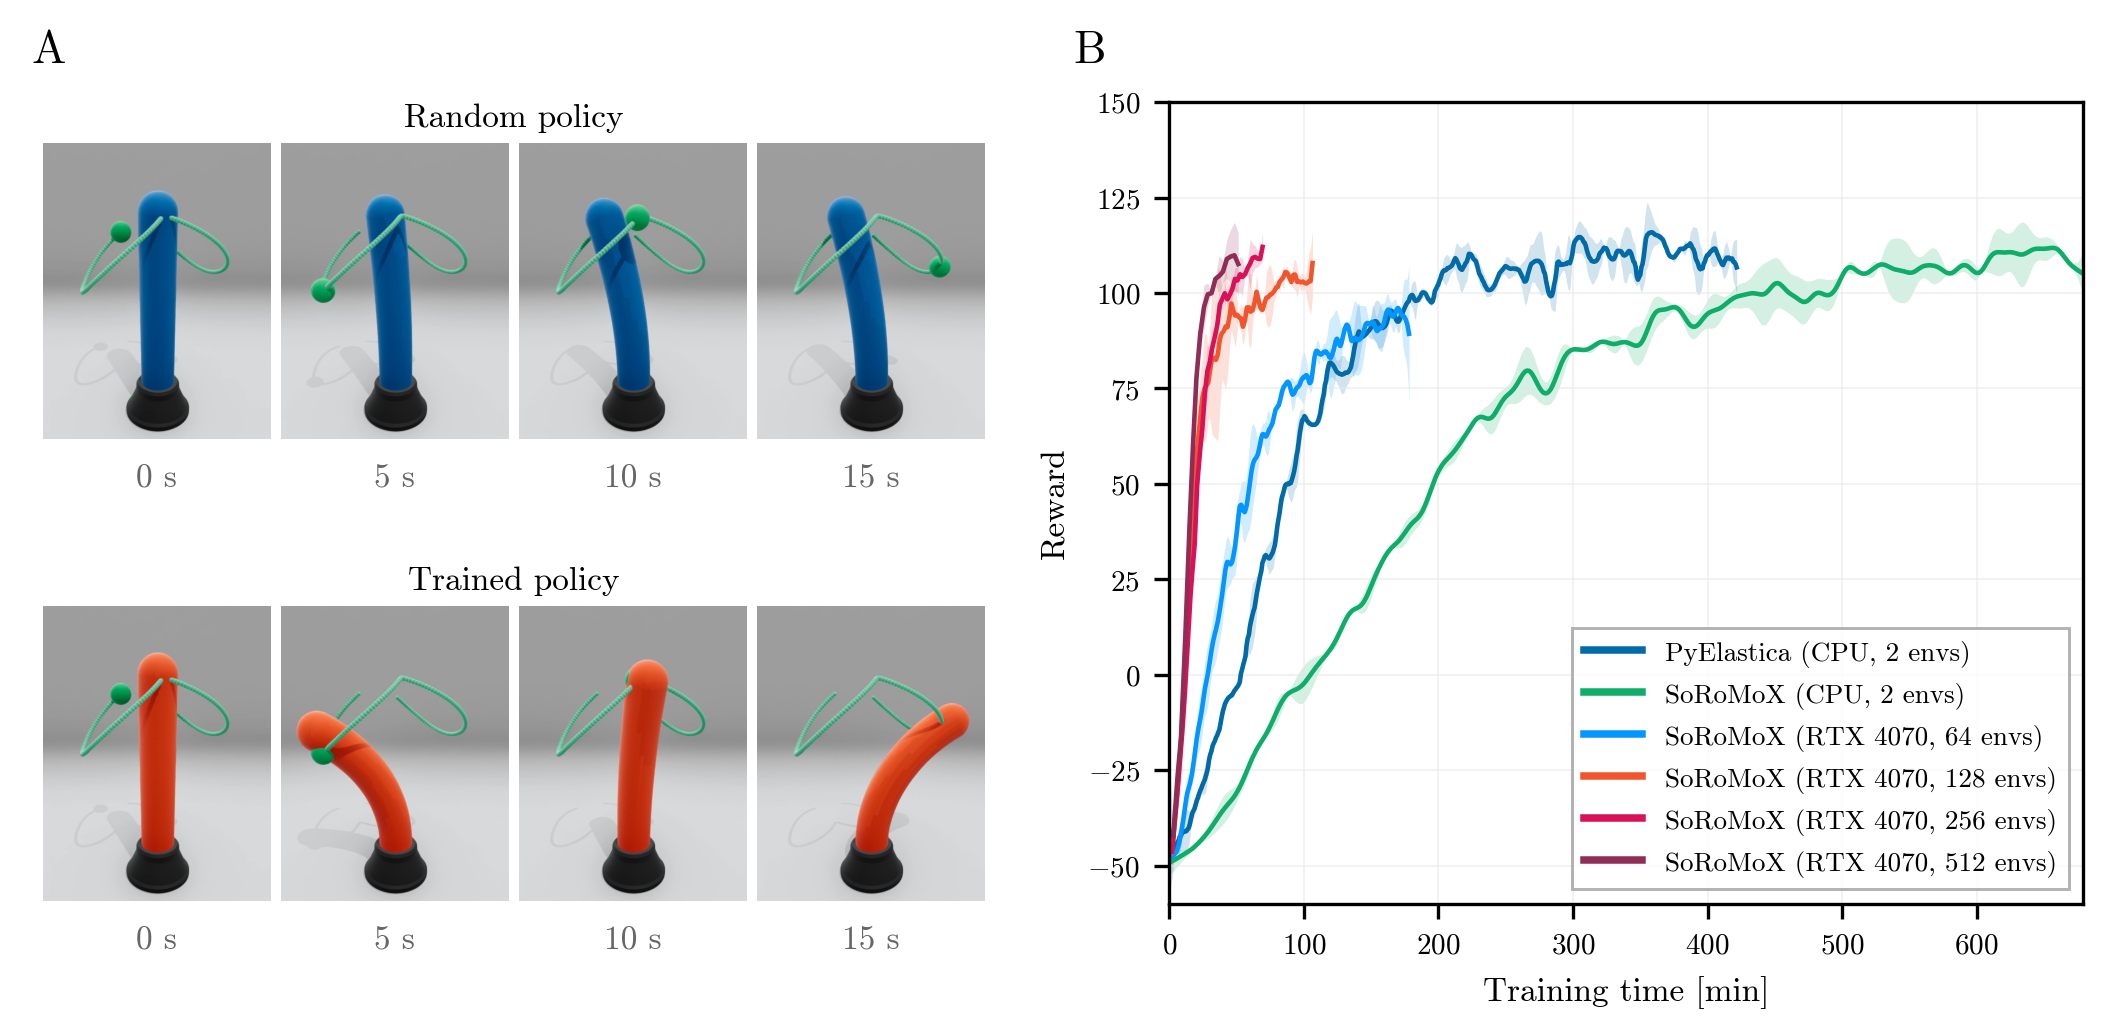 A
Random policy
0 s
5 s
10 s
15 s
Trained policy
0 s
5 s
10 s
15 s
B
150
125
100
75
50
25
0
−25
−50
Reward
0
100
200
300
400
500
600
Training time [min]
PyElastica (CPU, 2 envs)
SoRoMoX (CPU, 2 envs)
SoRoMoX (RTX 4070, 64 envs)
SoRoMoX (RTX 4070, 128 envs)
SoRoMoX (RTX 4070, 256 envs)
SoRoMoX (RTX 4070, 512 envs)